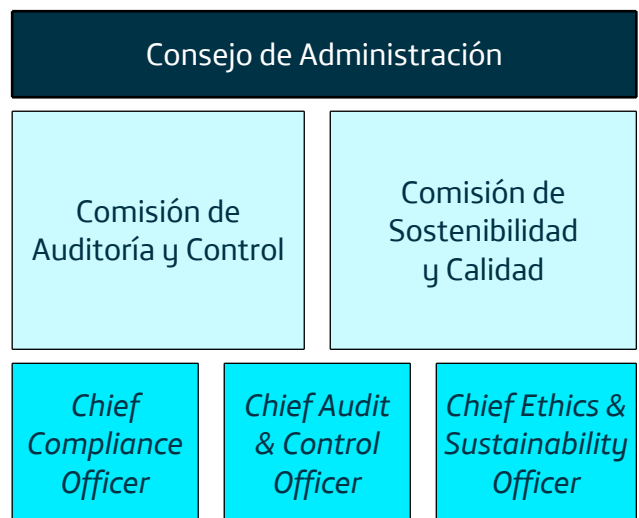 Consejo de Administración
Comisión de
Auditoría y Control
Comisión de
Sostenibilidad
y Calidad
Chief
Compliance
Officer
Chief Audit
& Control
Officer
Chief Ethics &
Sustainability
Officer